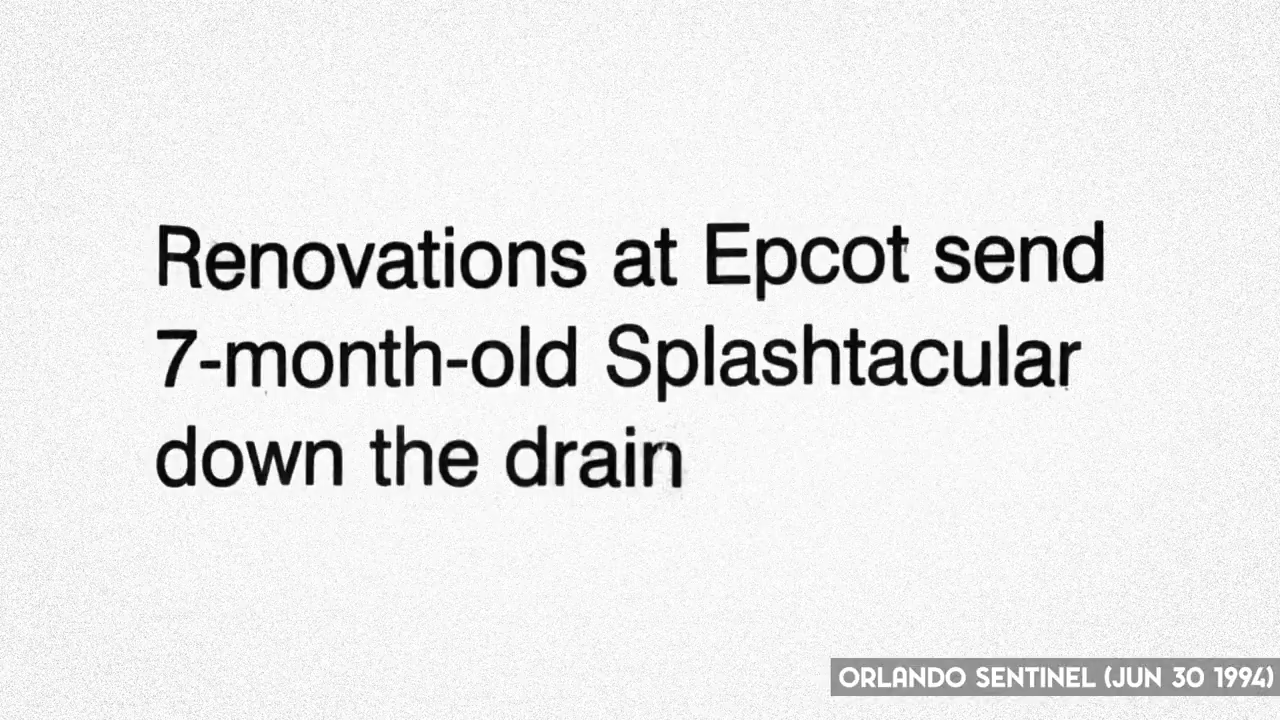 Renovations at Epcot send
7-month-old Splashtacular
down the drain
ORLANDO SENTINEL (JUN 30 1994)